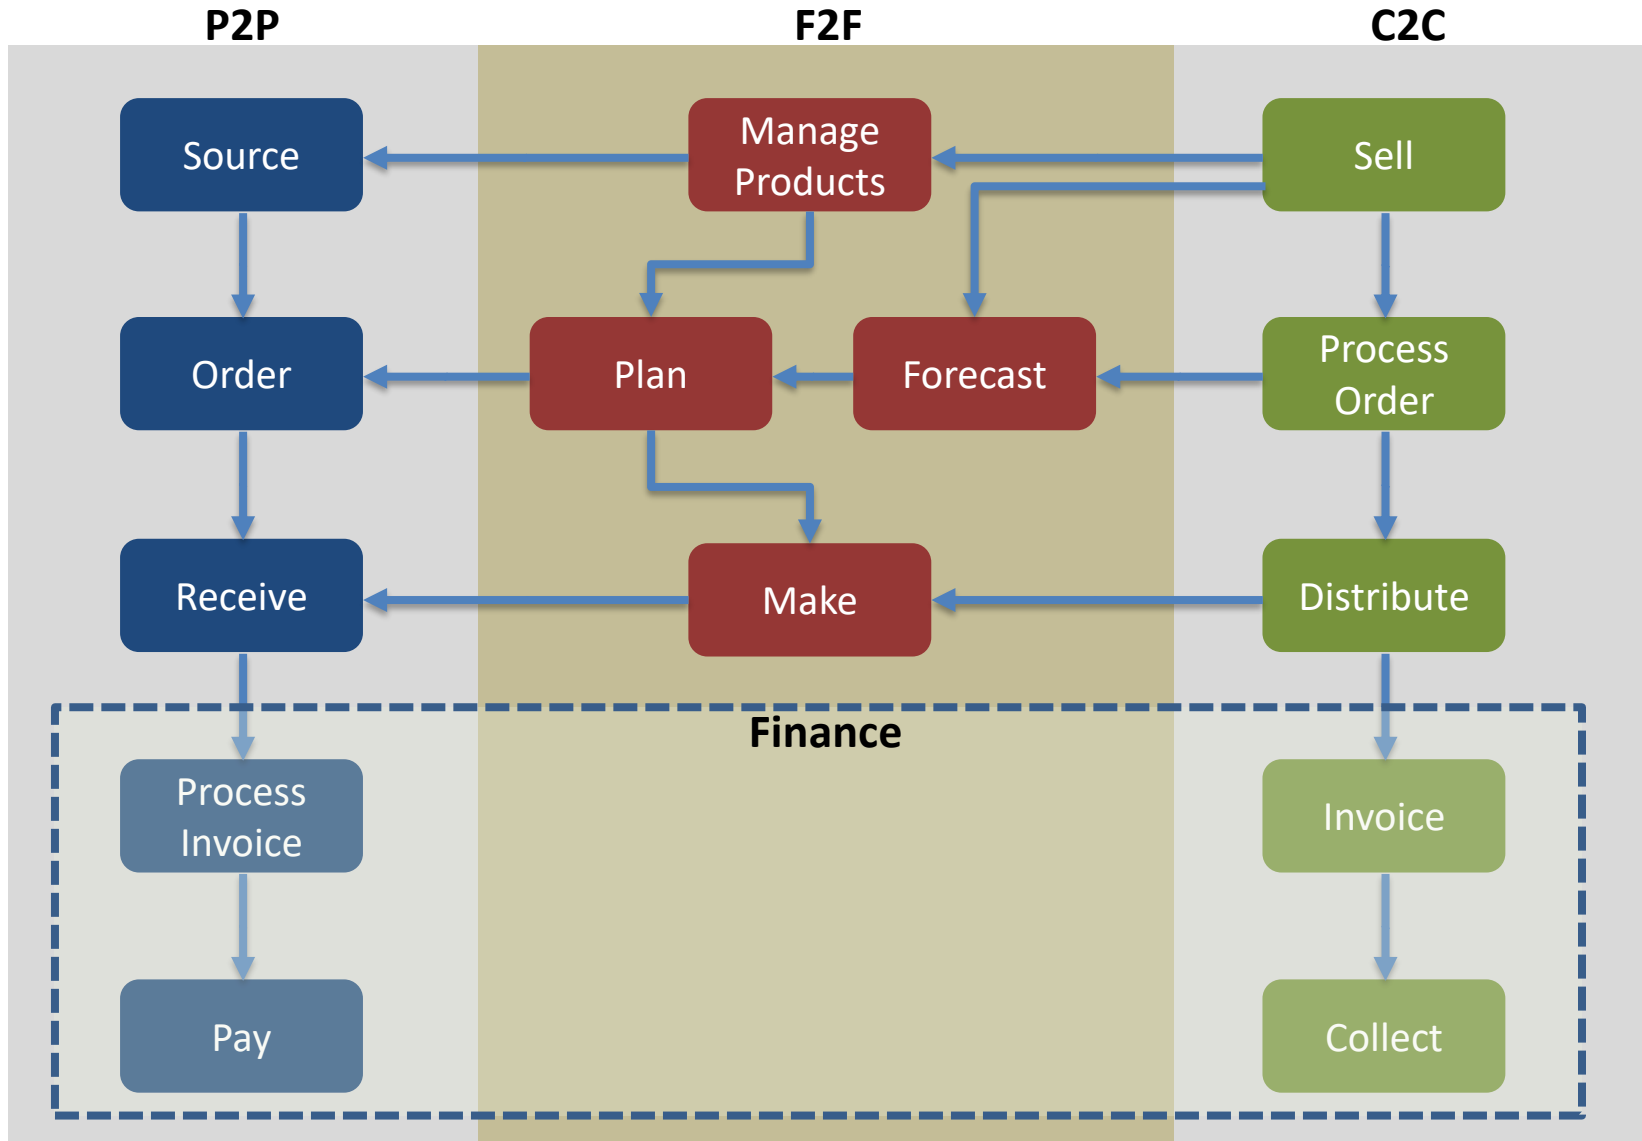 P2P
F2F
C2C
Source
Manage
Products
Sell
Order
Plan
Forecast
Process
Order
Receive
Make
Distribute
Finance
Process
Invoice
Invoice
Pay
Collect